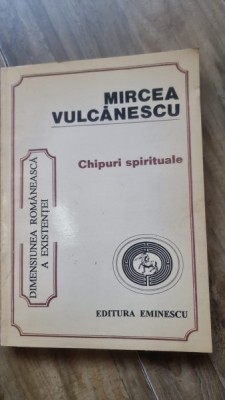 MIRCEA
VULCĂNESCU
Chipuri spirituale
DIMENSIUNEA ROMÂNEASCĂ
A EXISTENȚEI
EDITURA EMINESCU